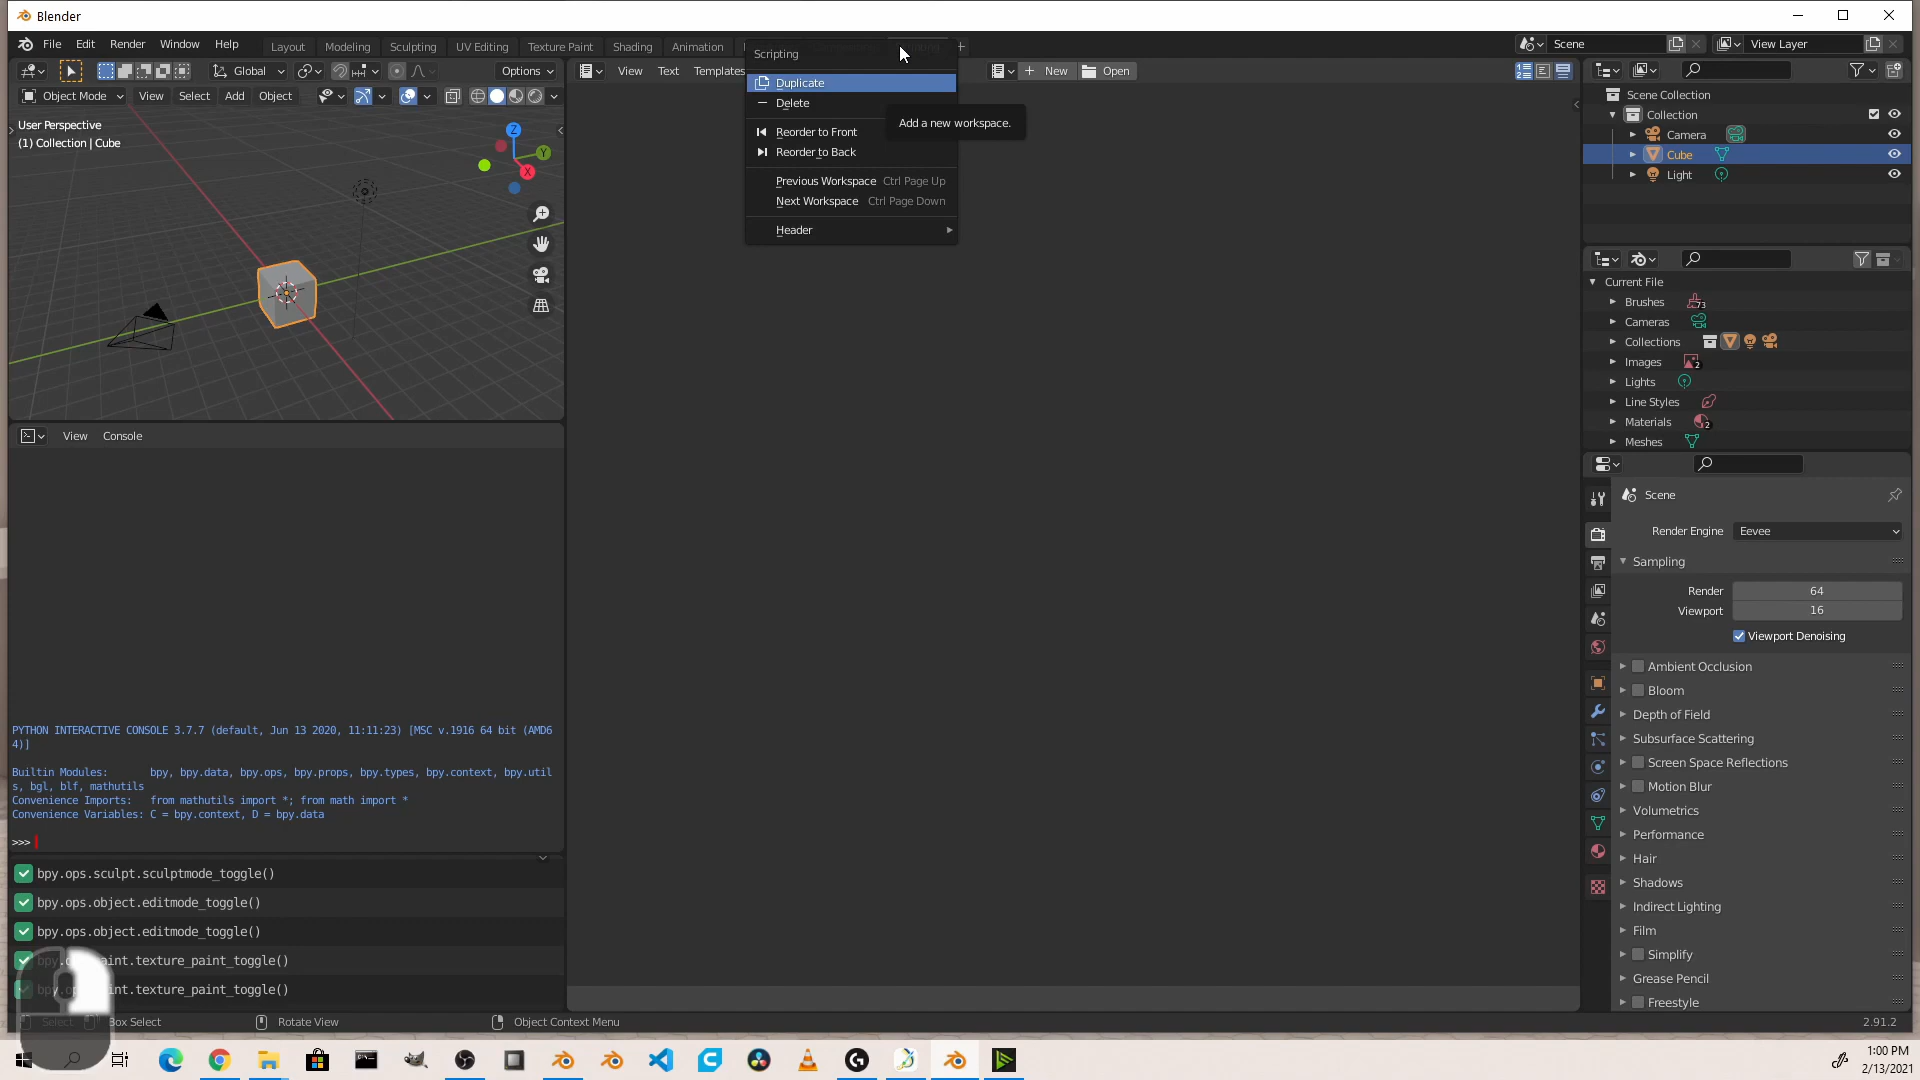 Blender
File Edit Render Window Help Layout Modeling Sculpting UV Editing Texture Paint Shading Animation
Scene View Layer
Scripting
Global Options
View Text Templates New Open
Object Mode View Select Add Object
Duplicate
Delete
Add a new workspace.
Reorder to Front
Reorder to Back
Previous Workspace Ctrl Page Up
Next Workspace Ctrl Page Down
Header
User Perspective
(1) Collection | Cube
Z
Y
X
Scene Collection
Collection
Camera
Cube
Light
Current File
Brushes 73
Cameras
Collections
Images 2
Lights
Line Styles
Materials 2
Meshes
View Console
PYTHON INTERACTIVE CONSOLE 3.7.7 (default, Jun 13 2020, 11:11:23) [MSC v.1916 64 bit (AMD6
4)]
Builtin Modules: bpy, bpy.data, bpy.ops, bpy.props, bpy.types, bpy.context, bpy.util
s, bgl, blf, mathutils
Convenience Imports: from mathutils import *; from math import *
Convenience Variables: C = bpy.context, D = bpy.data
>>>
bpy.ops.sculpt.sculptmode_toggle()
bpy.ops.object.editmode_toggle()
bpy.ops.object.editmode_toggle()
bpy.op aint.texture_paint_toggle()
bpy.op int.texture_paint_toggle()
Select Box Select Rotate View Object Context Menu
Scene
Render Engine Eevee
Sampling
Render 64
Viewport 16
Viewport Denoising
Ambient Occlusion
Bloom
Depth of Field
Subsurface Scattering
Screen Space Reflections
Motion Blur
Volumetrics
Performance
Hair
Shadows
Indirect Lighting
Film
Simplify
Grease Pencil
Freestyle
2.91.2
1:00 PM
2/13/2021